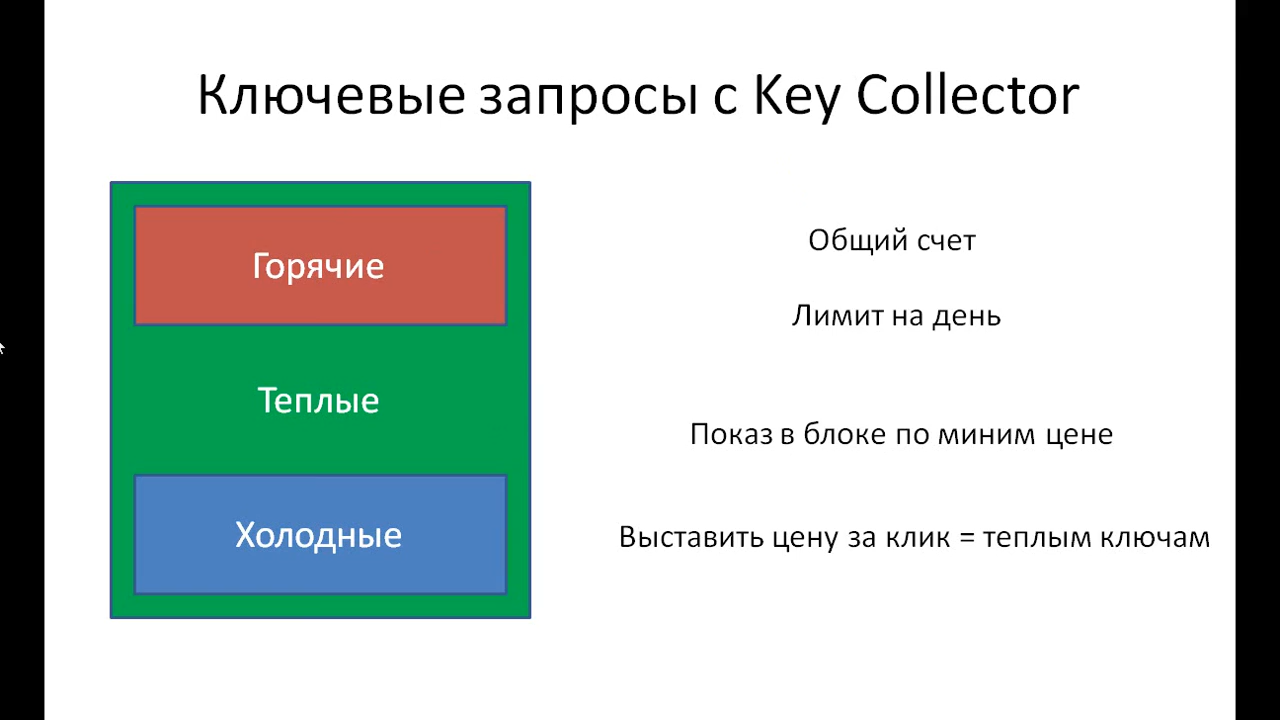 Ключевые запросы с Key Collector
Горячие
Теплые
Холодные
Общий счет
Лимит на день
Показ в блоке по миним цене
Выставить цену за клик = теплым ключам